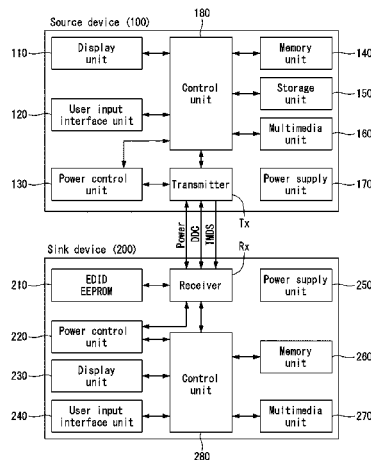 Source device (100)
180
110
Display
unit
Memory
unit
140
Control
unit
Storage
unit
150
120
User input
interface unit
Multimedia
unit
160
130
Power control
unit
Transmitter
Power supply
unit
170
Power
DDC
TMDS
Tx
Sink device (200)
Rx
210
EDID
EEPROM
Receiver
Power supply
unit
250
220
Power control
unit
Memory
unit
260
230
Display
unit
Control
unit
240
User input
interface unit
Multimedia
unit
270
280